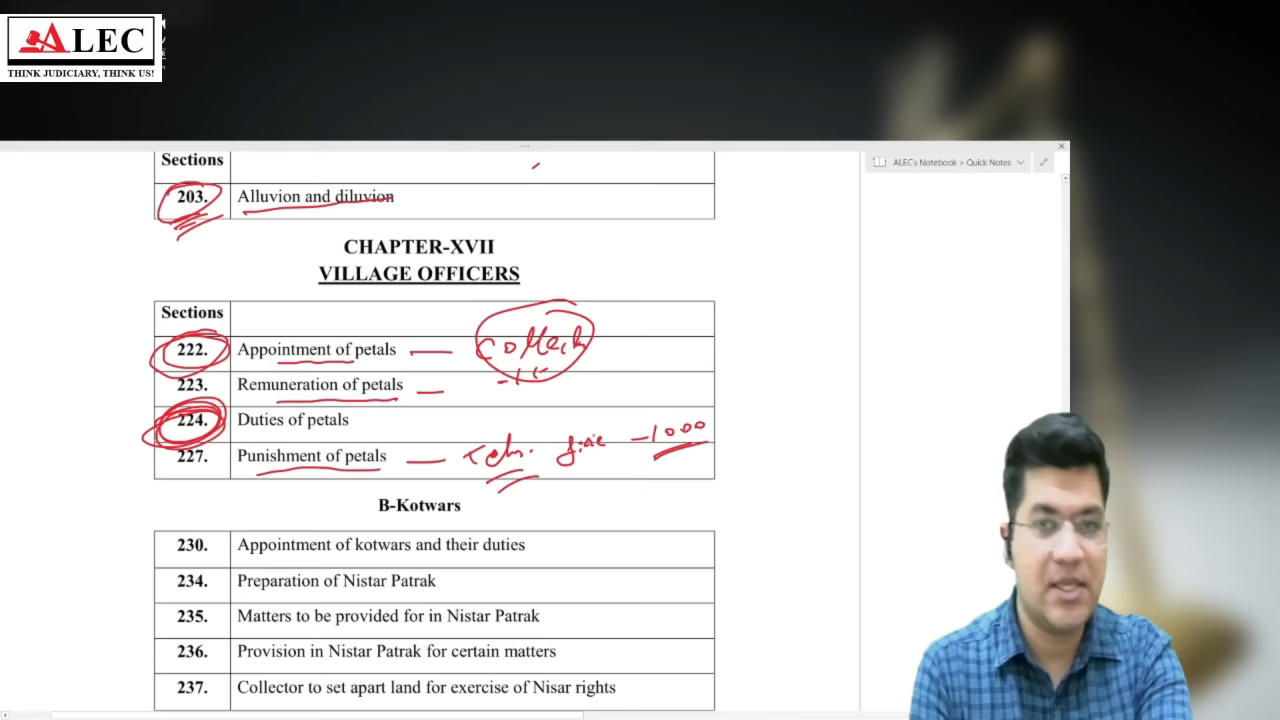 ALEC
THINK JUDICIARY, THINK US!
ALEC's Notebook > Quick Notes
Sections
203. Alluvion and diluvion
CHAPTER-XVII
VILLAGE OFFICERS
Sections
222. Appointment of petals
223. Remuneration of petals
224. Duties of petals
227. Punishment of petals — Teh. fine -1000
B-Kotwars
230. Appointment of kotwars and their duties
234. Preparation of Nistar Patrak
235. Matters to be provided for in Nistar Patrak
236. Provision in Nistar Patrak for certain matters
237. Collector to set apart land for exercise of Nisar rights